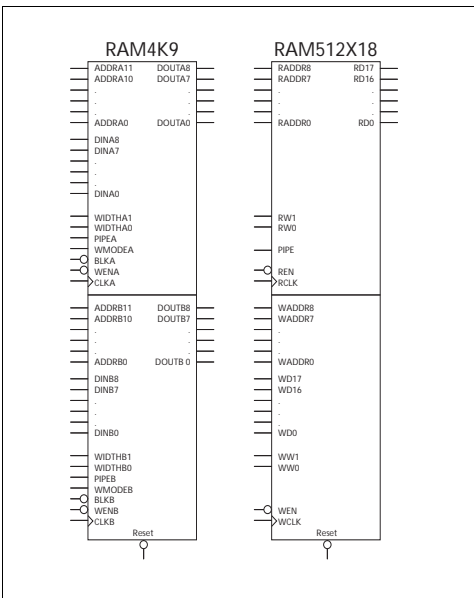 RAM4K9
ADDRA11 DOUTA8
ADDRA10 DOUTA7
. .
. .
. .
ADDRA0 DOUTA0
DINA8
DINA7
.
.
.
DINA0
WIDTHA1
WIDTHA0
PIPEA
WMODEA
BLKA
WENA
CLKA
ADDRB11 DOUTB8
ADDRB10 DOUTB7
. .
. .
. .
ADDRB0 DOUTB 0
DINB8
DINB7
.
.
.
DINB0
WIDTHB1
WIDTHB0
PIPEB
WMODEB
BLKB
WENB
CLKB
Reset
RAM512X18
RADDR8 RD17
RADDR7 RD16
. .
. .
. .
RADDR0 RD0
RW1
RW0
PIPE
REN
RCLK
WADDR8
WADDR7
.
.
.
WADDR0
WD17
WD16
.
.
.
WD0
WW1
WW0
WEN
WCLK
Reset